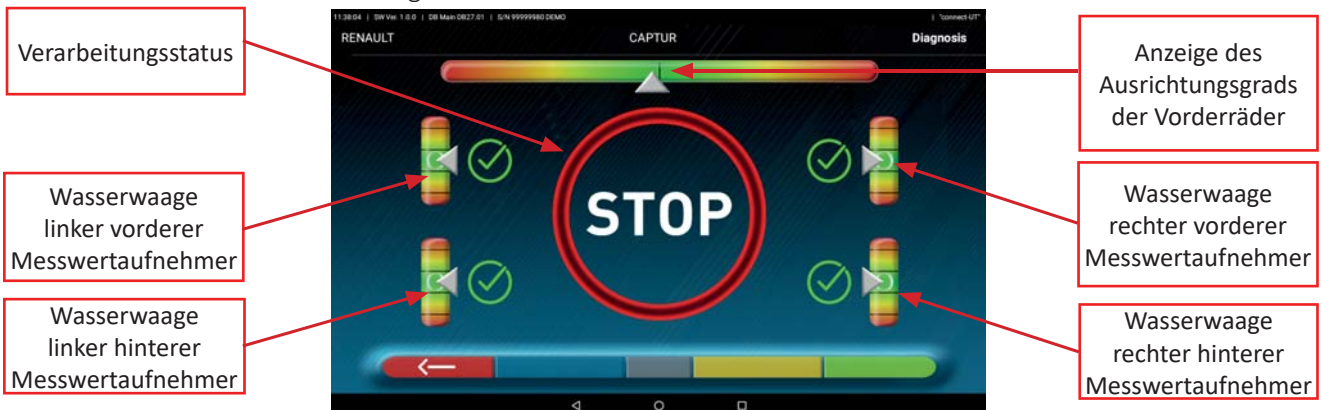 11:38:04 | SW Ver. 1.0.0 | DB Main DB27.01 | S/N 99999980 DEMO | "connect-UT"
RENAULT CAPTUR Diagnosis
Verarbeitungsstatus
Anzeige des
Ausrichtungsgrads
der Vorderräder
Wasserwaage
linker vorderer
Messwertaufnehmer
STOP
Wasserwaage
rechter vorderer
Messwertaufnehmer
Wasserwaage
linker hinterer
Messwertaufnehmer
Wasserwaage
rechter hinterer
Messwertaufnehmer